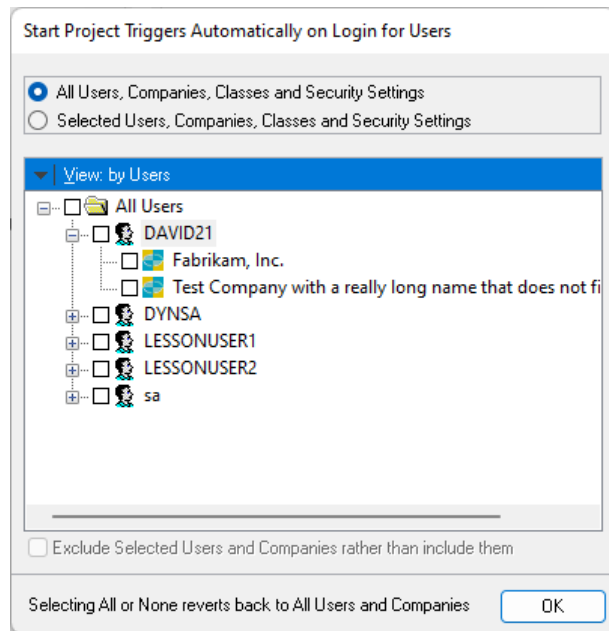 Start Project Triggers Automatically on Login for Users
All Users, Companies, Classes and Security Settings
Selected Users, Companies, Classes and Security Settings
View: by Users
All Users
DAVID21
Fabrikam, Inc.
Test Company with a really long name that does not fi
DYNSA
LESSONUSER1
LESSONUSER2
sa
Exclude Selected Users and Companies rather than include them
Selecting All or None reverts back to All Users and Companies
OK